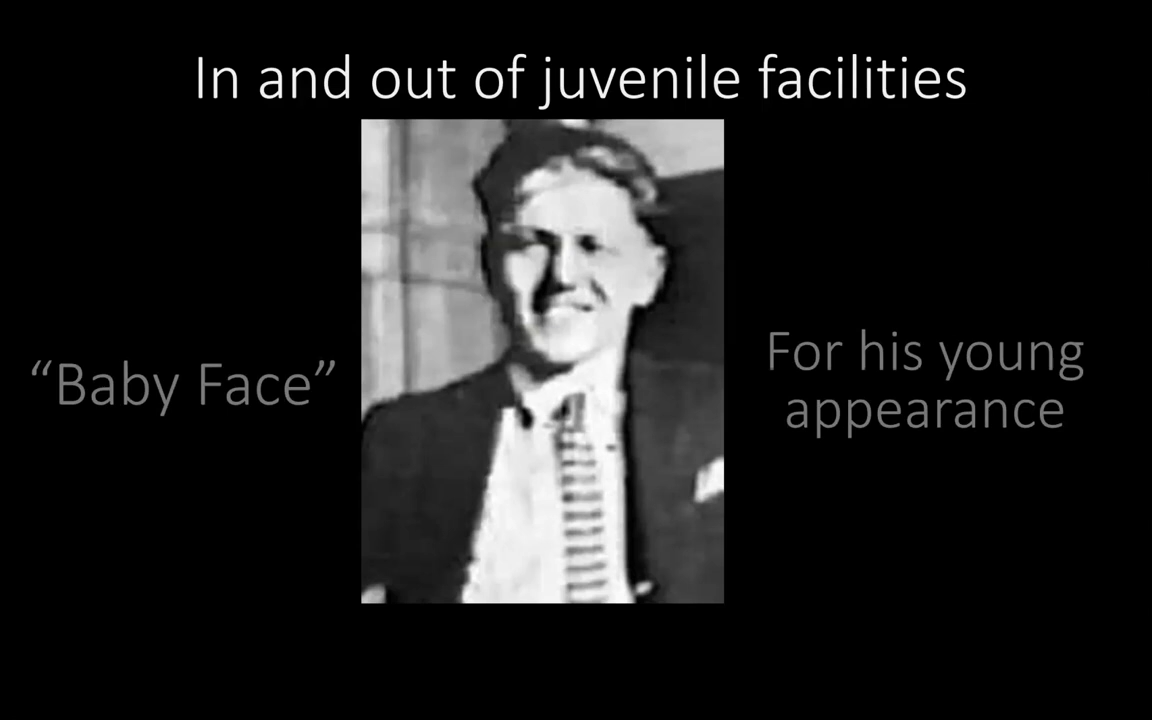 In and out of juvenile facilities
“Baby Face”
For his young
appearance